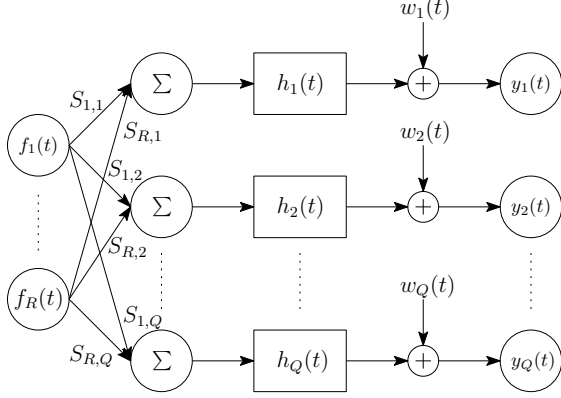 w_1(t)
S_{1,1}
Σ
h_1(t)
+
y_1(t)
f_1(t)
S_{R,1}
w_2(t)
S_{1,2}
Σ
h_2(t)
+
y_2(t)
S_{R,2}
f_R(t)
w_Q(t)
S_{1,Q}
S_{R,Q}
Σ
h_Q(t)
+
y_Q(t)